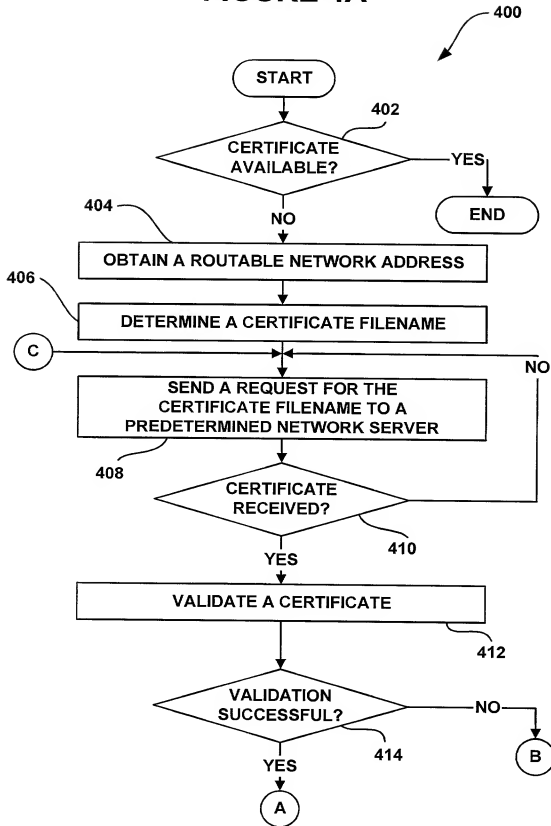 FIGURE 4A
400
START
402
CERTIFICATE
AVAILABLE?
YES
END
NO
404
OBTAIN A ROUTABLE NETWORK ADDRESS
406
DETERMINE A CERTIFICATE FILENAME
C
NO
SEND A REQUEST FOR THE
CERTIFICATE FILENAME TO A
PREDETERMINED NETWORK SERVER
408
CERTIFICATE
RECEIVED?
410
YES
VALIDATE A CERTIFICATE
412
VALIDATION
SUCCESSFUL?
NO
414
B
YES
A